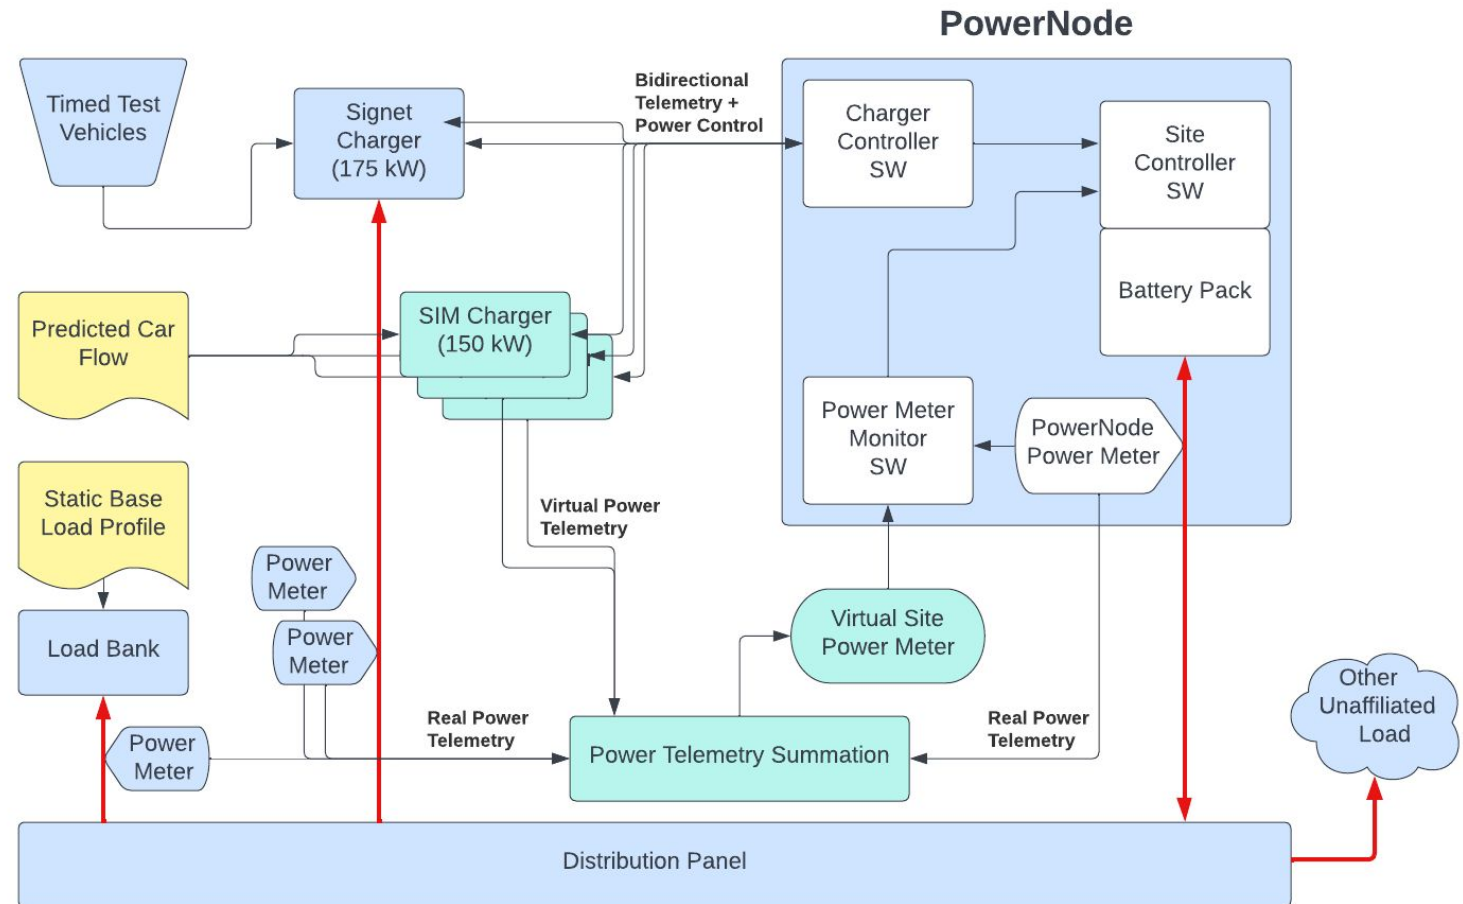 PowerNode
Timed Test
Vehicles
Signet
Charger
(175 kW)
Bidirectional
Telemetry +
Power Control
Charger
Controller
SW
Site
Controller
SW
Battery Pack
Predicted Car
Flow
SIM Charger
(150 kW)
Power Meter
Monitor
SW
PowerNode
Power Meter
Static Base
Load Profile
Virtual Power
Telemetry
Power
Meter
Power
Meter
Load Bank
Virtual Site
Power Meter
Other
Unaffiliated
Load
Power
Meter
Real Power
Telemetry
Power Telemetry Summation
Real Power
Telemetry
Distribution Panel